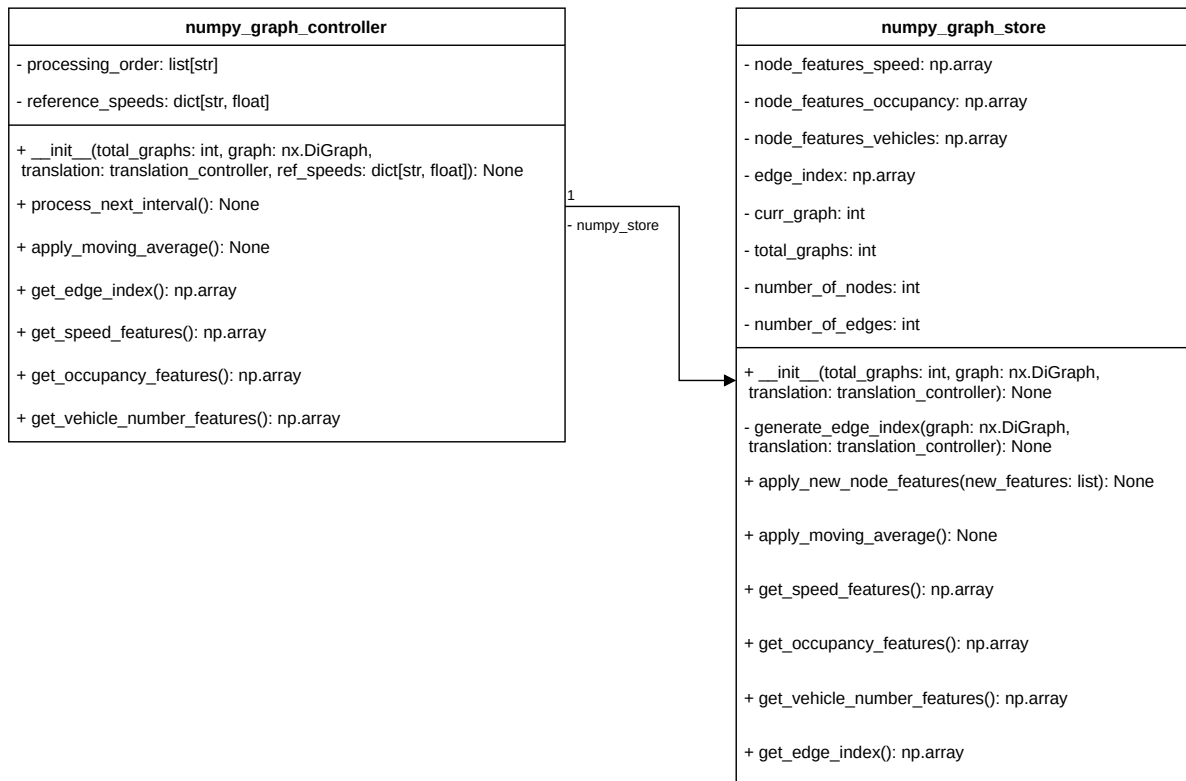 numpy_graph_controller
- processing_order: list[str]
- reference_speeds: dict[str, float]
+ __init__(total_graphs: int, graph: nx.DiGraph,
translation: translation_controller, ref_speeds: dict[str, float]): None
+ process_next_interval(): None
+ apply_moving_average(): None
+ get_edge_index(): np.array
+ get_speed_features(): np.array
+ get_occupancy_features(): np.array
+ get_vehicle_number_features(): np.array
1
- numpy_store
numpy_graph_store
- node_features_speed: np.array
- node_features_occupancy: np.array
- node_features_vehicles: np.array
- edge_index: np.array
- curr_graph: int
- total_graphs: int
- number_of_nodes: int
- number_of_edges: int
+ __init__(total_graphs: int, graph: nx.DiGraph,
translation: translation_controller): None
- generate_edge_index(graph: nx.DiGraph,
translation: translation_controller): None
+ apply_new_node_features(new_features: list): None
+ apply_moving_average(): None
+ get_speed_features(): np.array
+ get_occupancy_features(): np.array
+ get_vehicle_number_features(): np.array
+ get_edge_index(): np.array